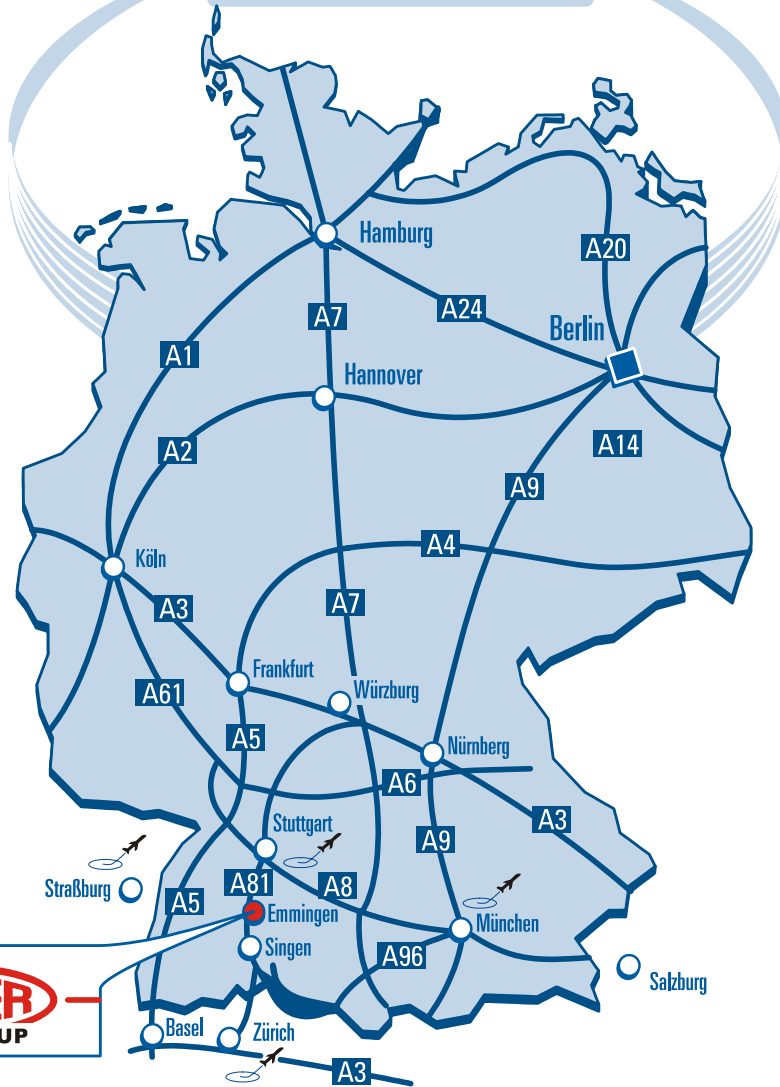 Hamburg
A20
A7
A24
Berlin
A1
Hannover
A2
A14
A9
A4
Köln
A3
A7
Frankfurt
A61
Würzburg
A5
Nürnberg
A6
Stuttgart
A3
A9
A81
A8
Straßburg
A5
Emmingen
München
Singen
A96
Salzburg
Basel
Zürich
A3